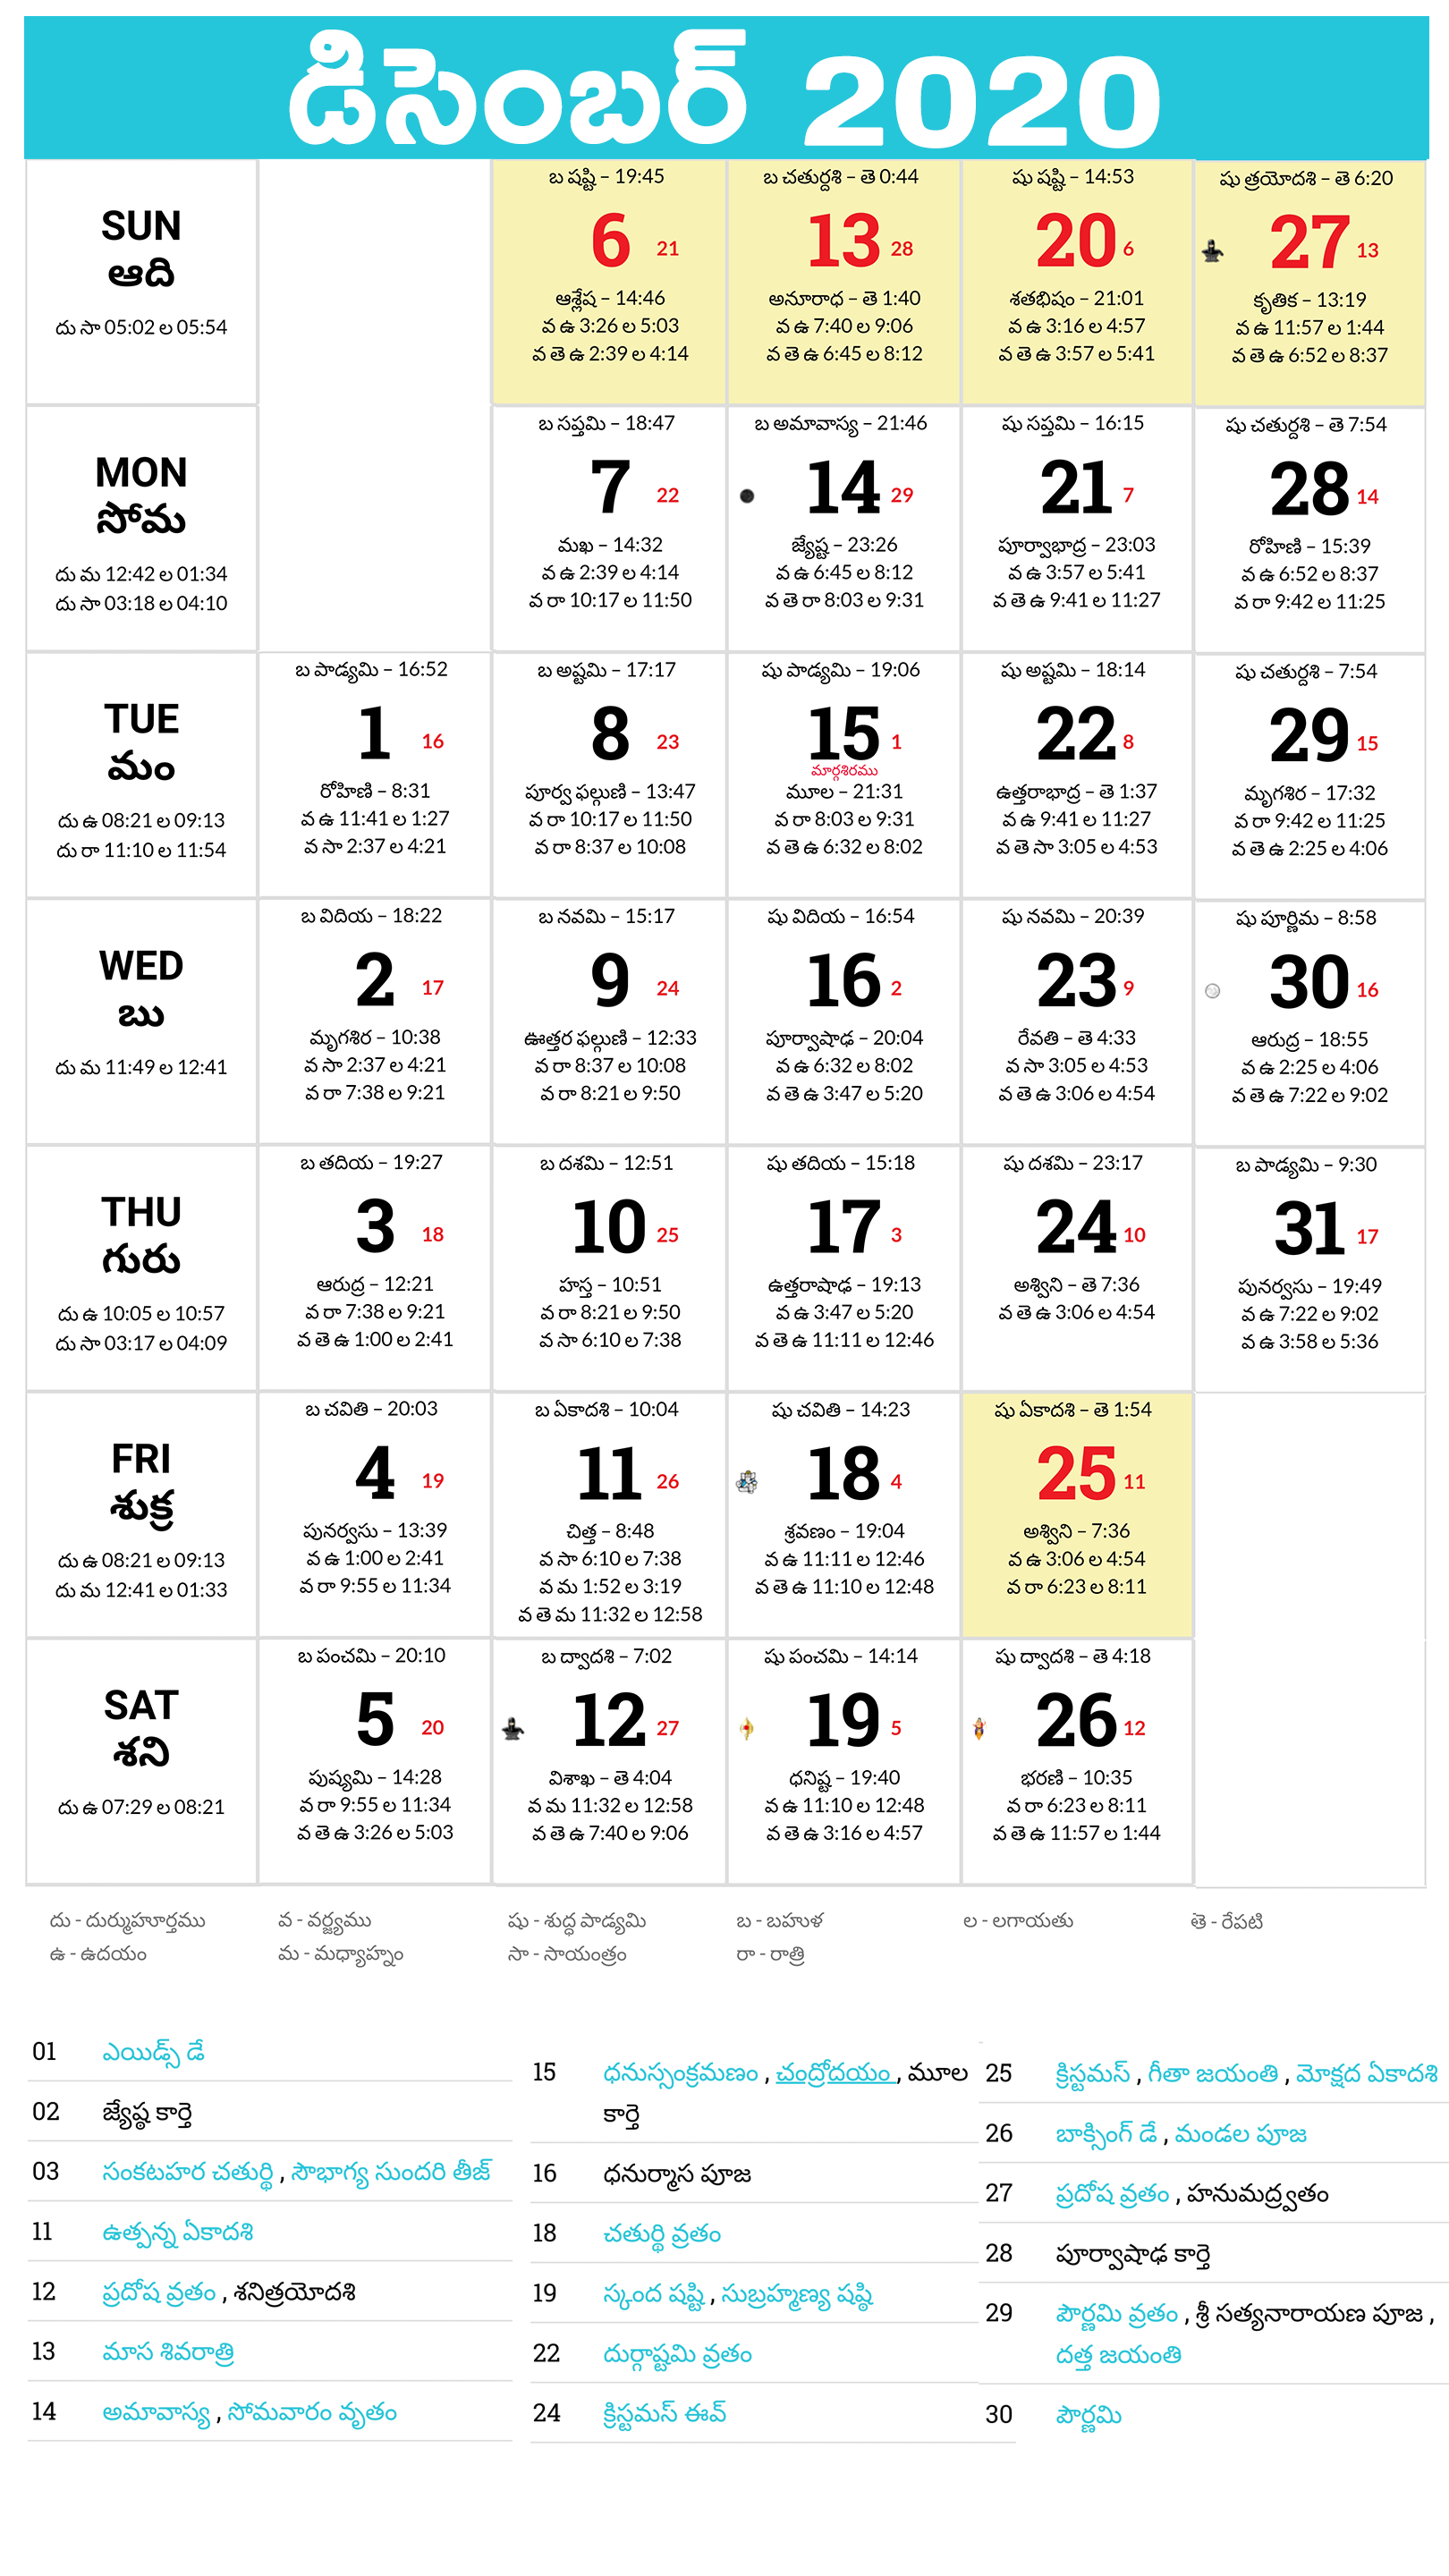 డిసెంబర్ 2020
SUN
ఆది
దు సా 05:02 ల 05:54
బ షష్టి – 19:45
6 21
ఆశ్లేష – 14:46
వ ఉ 3:26 ల 5:03
వ తె ఉ 2:39 ల 4:14
బ చతుర్దశి – తె 0:44
13 28
అనూరాధ – తె 1:40
వ ఉ 7:40 ల 9:06
వ తె ఉ 6:45 ల 8:12
షు షష్టి – 14:53
20 6
శతభిషం – 21:01
వ ఉ 3:16 ల 4:57
వ తె ఉ 3:57 ల 5:41
షు త్రయోదశి – తె 6:20
27 13
కృతిక – 13:19
వ ఉ 11:57 ల 1:44
వ తె ఉ 6:52 ల 8:37
MON
సోమ
దు మ 12:42 ల 01:34
దు సా 03:18 ల 04:10
బ సప్తమి – 18:47
7 22
మఖ – 14:32
వ ఉ 2:39 ల 4:14
వ రా 10:17 ల 11:50
బ అమావాస్య – 21:46
14 29
జ్యేష్ట – 23:26
వ ఉ 6:45 ల 8:12
వ తె రా 8:03 ల 9:31
షు సప్తమి – 16:15
21 7
పూర్వాభాద్ర – 23:03
వ ఉ 3:57 ల 5:41
వ తె ఉ 9:41 ల 11:27
షు చతుర్దశి – తె 7:54
28 14
రోహిణి – 15:39
వ ఉ 6:52 ల 8:37
వ రా 9:42 ల 11:25
TUE
మం
దు ఉ 08:21 ల 09:13
దు రా 11:10 ల 11:54
బ పాడ్యమి – 16:52
1 16
రోహిణి – 8:31
వ ఉ 11:41 ల 1:27
వ సా 2:37 ల 4:21
బ అష్టమి – 17:17
8 23
పూర్వ ఫల్గుణి – 13:47
వ రా 10:17 ల 11:50
వ రా 8:37 ల 10:08
షు పాడ్యమి – 19:06
15 1
మార్గశిరము
మూల – 21:31
వ రా 8:03 ల 9:31
వ తె ఉ 6:32 ల 8:02
షు అష్టమి – 18:14
22 8
ఉత్తరాభాద్ర – తె 1:37
వ ఉ 9:41 ల 11:27
వ తె సా 3:05 ల 4:53
షు చతుర్దశి – 7:54
29 15
మృగశిర – 17:32
వ రా 9:42 ల 11:25
వ తె ఉ 2:25 ల 4:06
WED
బు
దు మ 11:49 ల 12:41
బ విదియ – 18:22
2 17
మృగశిర – 10:38
వ సా 2:37 ల 4:21
వ రా 7:38 ల 9:21
బ నవమి – 15:17
9 24
ఊత్తర ఫల్గుణి – 12:33
వ రా 8:37 ల 10:08
వ రా 8:21 ల 9:50
షు విదియ – 16:54
16 2
పూర్వాషాఢ – 20:04
వ ఉ 6:32 ల 8:02
వ తె ఉ 3:47 ల 5:20
షు నవమి – 20:39
23 9
రేవతి – తె 4:33
వ సా 3:05 ల 4:53
వ తె ఉ 3:06 ల 4:54
షు పూర్ణిమ – 8:58
30 16
ఆరుద్ర – 18:55
వ ఉ 2:25 ల 4:06
వ తె ఉ 7:22 ల 9:02
THU
గురు
దు ఉ 10:05 ల 10:57
దు సా 03:17 ల 04:09
బ తదియ – 19:27
3 18
ఆరుద్ర – 12:21
వ రా 7:38 ల 9:21
వ తె ఉ 1:00 ల 2:41
బ దశమి – 12:51
10 25
హస్త – 10:51
వ రా 8:21 ల 9:50
వ సా 6:10 ల 7:38
షు తదియ – 15:18
17 3
ఉత్తరాషాఢ – 19:13
వ ఉ 3:47 ల 5:20
వ తె ఉ 11:11 ల 12:46
షు దశమి – 23:17
24 10
అశ్విని – తె 7:36
వ తె ఉ 3:06 ల 4:54
బ పాడ్యమి – 9:30
31 17
పునర్వసు – 19:49
వ ఉ 7:22 ల 9:02
వ ఉ 3:58 ల 5:36
FRI
శుక్ర
దు ఉ 08:21 ల 09:13
దు మ 12:41 ల 01:33
బ చవితి – 20:03
4 19
పునర్వసు – 13:39
వ ఉ 1:00 ల 2:41
వ రా 9:55 ల 11:34
బ ఏకాదశి – 10:04
11 26
చిత్త – 8:48
వ సా 6:10 ల 7:38
వ మ 1:52 ల 3:19
వ తె మ 11:32 ల 12:58
షు చవితి – 14:23
18 4
శ్రవణం – 19:04
వ ఉ 11:11 ల 12:46
వ తె ఉ 11:10 ల 12:48
షు ఏకాదశి – తె 1:54
25 11
అశ్విని – 7:36
వ ఉ 3:06 ల 4:54
వ రా 6:23 ల 8:11
SAT
శని
దు ఉ 07:29 ల 08:21
బ పంచమి – 20:10
5 20
పుష్యమి – 14:28
వ రా 9:55 ల 11:34
వ తె ఉ 3:26 ల 5:03
బ ద్వాదశి – 7:02
12 27
విశాఖ – తె 4:04
వ మ 11:32 ల 12:58
వ తె ఉ 7:40 ల 9:06
షు పంచమి – 14:14
19 5
ధనిష్ట – 19:40
వ ఉ 11:10 ల 12:48
వ తె ఉ 3:16 ల 4:57
షు ద్వాదశి – తె 4:18
26 12
భరణి – 10:35
వ రా 6:23 ల 8:11
వ తె ఉ 11:57 ల 1:44
దు - దుర్ముహూర్తము వ - వర్జ్యము షు - శుద్ధ పాడ్యమి బ - బహుళ ల - లగాయతు తె - రేపటి
ఉ - ఉదయం మ - మధ్యాహ్నం సా - సాయంత్రం రా - రాత్రి
01 ఎయిడ్స్ డే
02 జ్యేష్ఠ కార్తె
03 సంకటహర చతుర్థి , సౌభాగ్య సుందరి తీజ్
11 ఉత్పన్న ఏకాదశి
12 ప్రదోష వ్రతం , శనిత్రయోదశి
13 మాస శివరాత్రి
14 అమావాస్య , సోమవారం వృతం
15 ధనుస్సంక్రమణం , చంద్రోదయం , మూల
కార్తె
16 ధనుర్మాస పూజ
18 చతుర్థి వ్రతం
19 స్కంద షష్టి , సుబ్రహ్మణ్య షష్ఠి
22 దుర్గాష్టమి వ్రతం
24 క్రిస్టమస్ ఈవ్
25 క్రిస్టమస్ , గీతా జయంతి , మోక్షద ఏకాదశి
26 బాక్సింగ్ డే , మండల పూజ
27 ప్రదోష వ్రతం , హనుమద్ర్వతం
28 పూర్వాషాఢ కార్తె
29 పౌర్ణమి వ్రతం , శ్రీ సత్యనారాయణ పూజ ,
దత్త జయంతి
30 పౌర్ణమి